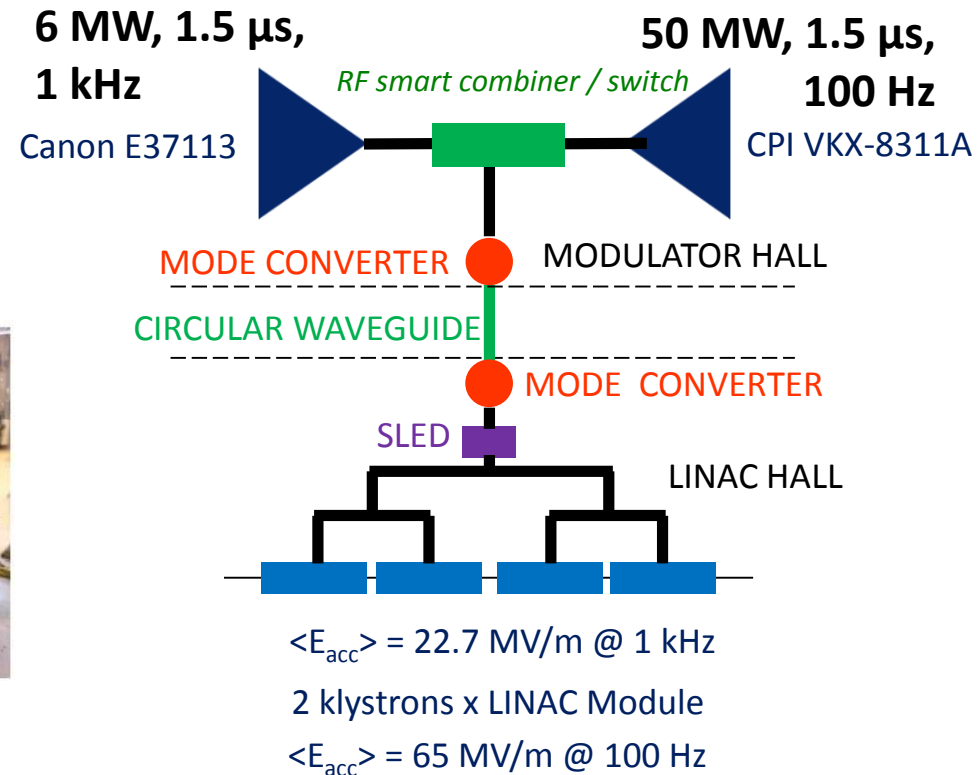 6 MW, 1.5 μs,
1 kHz
50 MW, 1.5 μs,
100 Hz
RF smart combiner / switch
Canon E37113
CPI VKX-8311A
MODE CONVERTER
MODULATOR HALL
CIRCULAR WAVEGUIDE
MODE CONVERTER
SLED
LINAC HALL
<Eacc> = 22.7 MV/m @ 1 kHz
2 klystrons x LINAC Module
<Eacc> = 65 MV/m @ 100 Hz